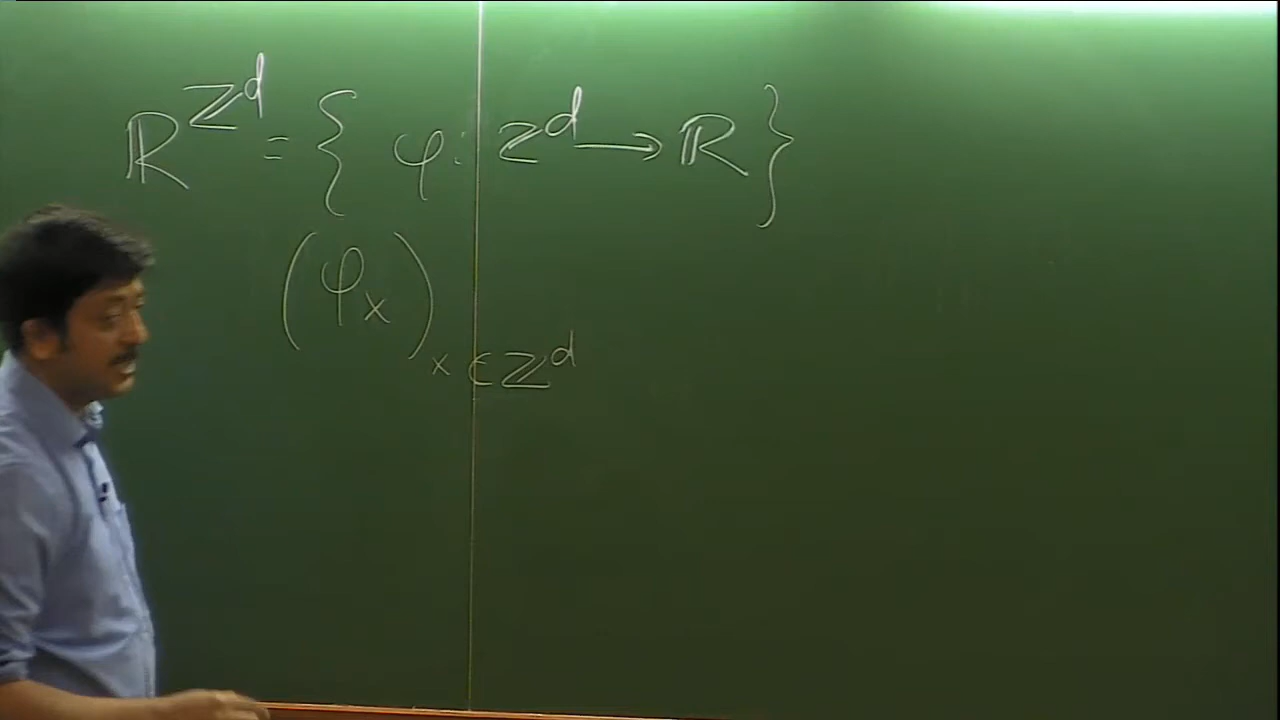 ℝ^ℤ^d = { φ: ℤ^d ⟶ ℝ }
(φ_x)_{x ∈ ℤ^d}